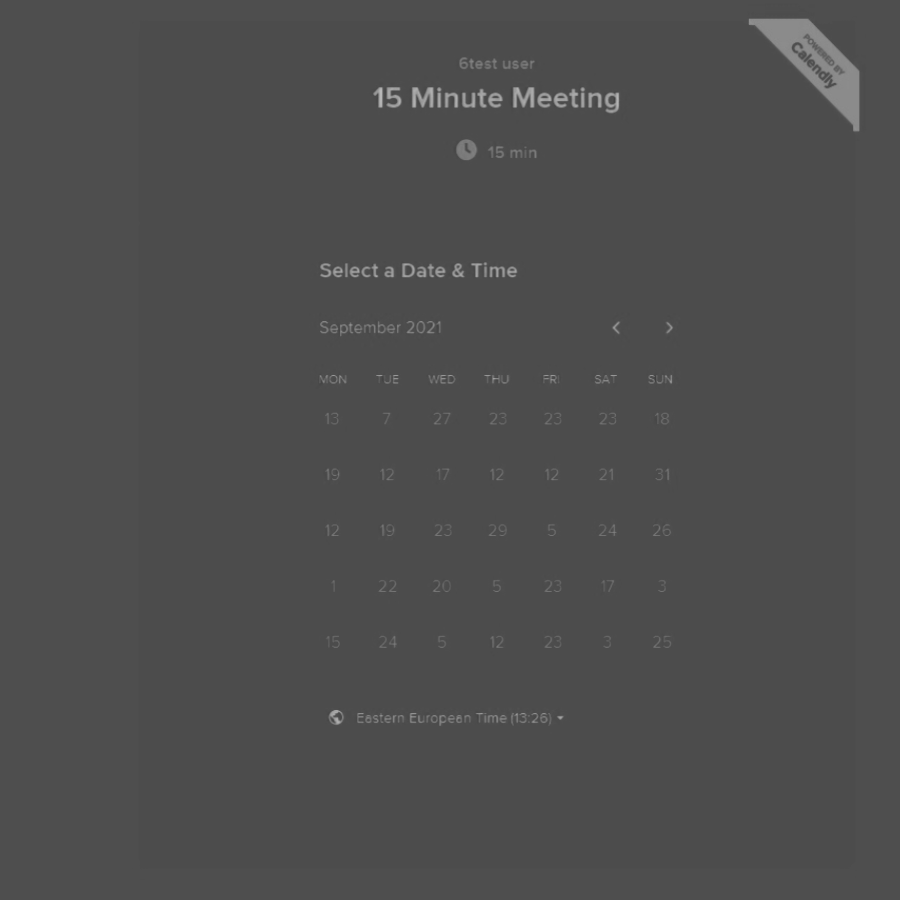 POWERED BY
Calendly
6test user
15 Minute Meeting
15 min
Select a Date & Time
September 2021
MON TUE WED THU FRI SAT SUN
13 7 27 23 23 23 18
19 12 17 12 12 21 31
12 19 23 29 5 24 26
1 22 20 5 23 17 3
15 24 5 12 23 3 25
Eastern European Time (13:26)